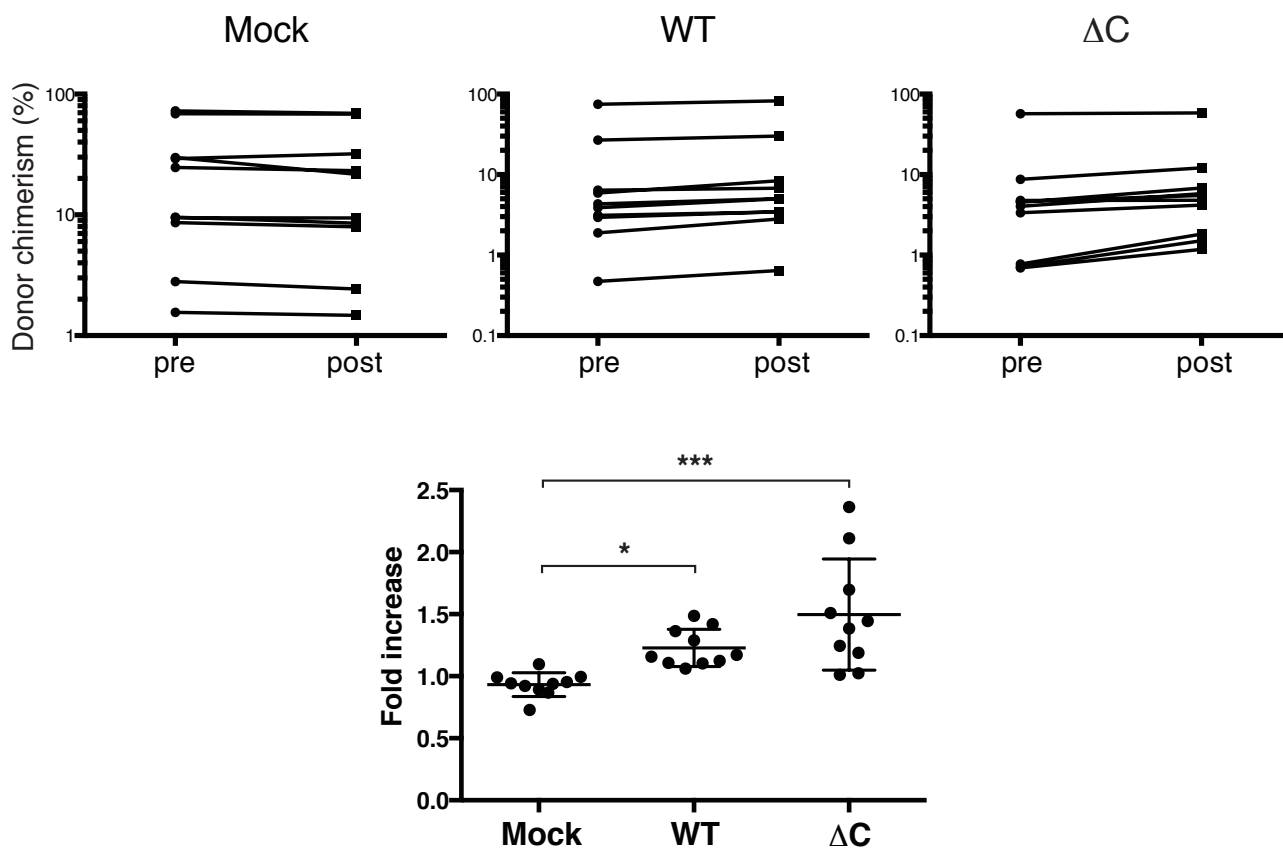 Mock WT ΔC
Donor chimerism (%)
100 100 100
10 10 10
1 1 1
0.1 0.1
pre post pre post pre post
***
*
Fold increase
2.5
2.0
1.5
1.0
0.5
0.0
Mock WT ΔC